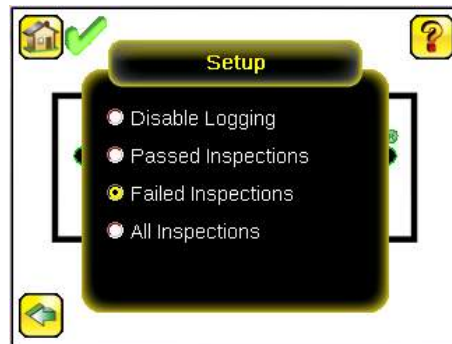 Setup
Disable Logging
Passed Inspections
Failed Inspections
All Inspections
?
®